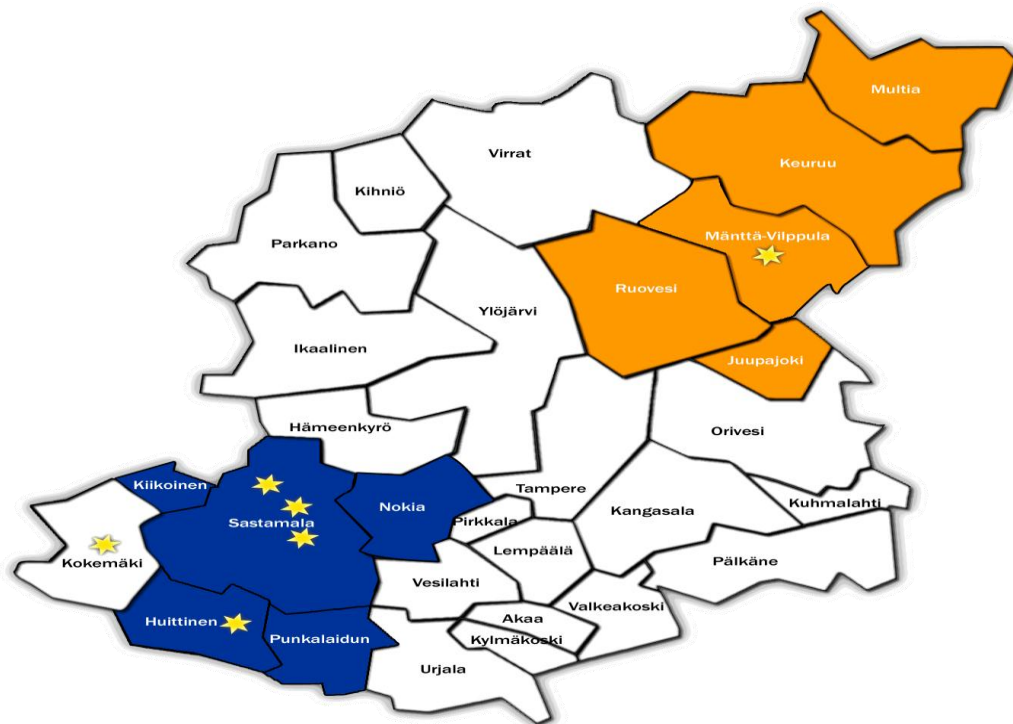 Multia
Virrat
Keuruu
Kihniö
Mänttä-Vilppula
Parkano
Ruovesi
Ylöjärvi
Ikaalinen
Juupajoki
Hämeenkyrö
Orivesi
Kiikoinen
Tampere
Kuhmalahti
Nokia
Kangasala
Sastamala
Pirkkala
Lempäälä
Kokemäki
Pälkäne
Vesilahti
Valkeakoski
Akaa
Huittinen
Punkalaidun
Kylmäkoski
Urjala